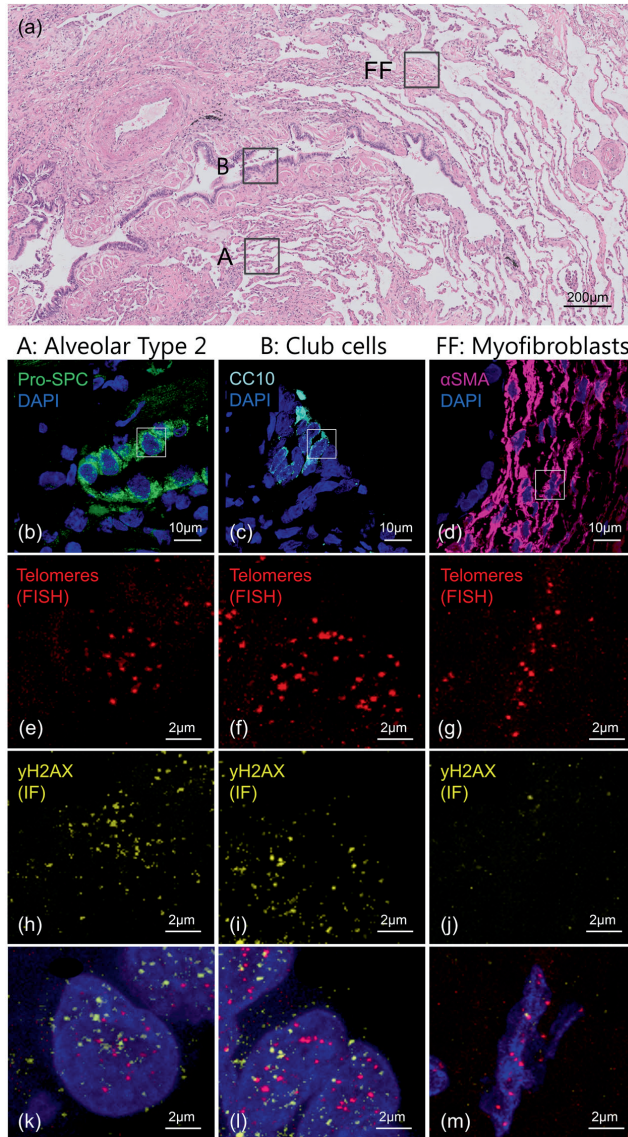 (a)
FF
B
A
200μm
A: Alveolar Type 2
B: Club cells
FF: Myofibroblasts
Pro-SPC
DAPI
(b)
10μm
CC10
DAPI
(c)
10μm
αSMA
DAPI
(d)
10μm
Telomeres
(FISH)
(e)
2μm
Telomeres
(FISH)
(f)
2μm
Telomeres
(FISH)
(g)
2μm
yH2AX
(IF)
(h)
2μm
yH2AX
(IF)
(i)
2μm
yH2AX
(IF)
(j)
2μm
(k)
2μm
(l)
2μm
(m)
2μm